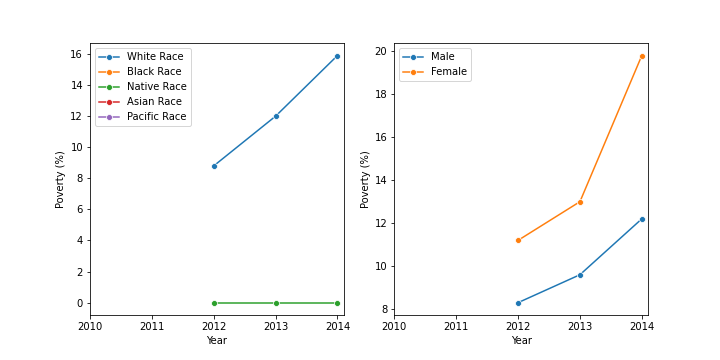 White Race
Black Race
Native Race
Asian Race
Pacific Race
16
14
12
10
8
6
4
2
0
Poverty (%)
2010 2011 2012 2013 2014
Year
Male
Female
20
18
16
14
12
10
8
Poverty (%)
2010 2011 2012 2013 2014
Year